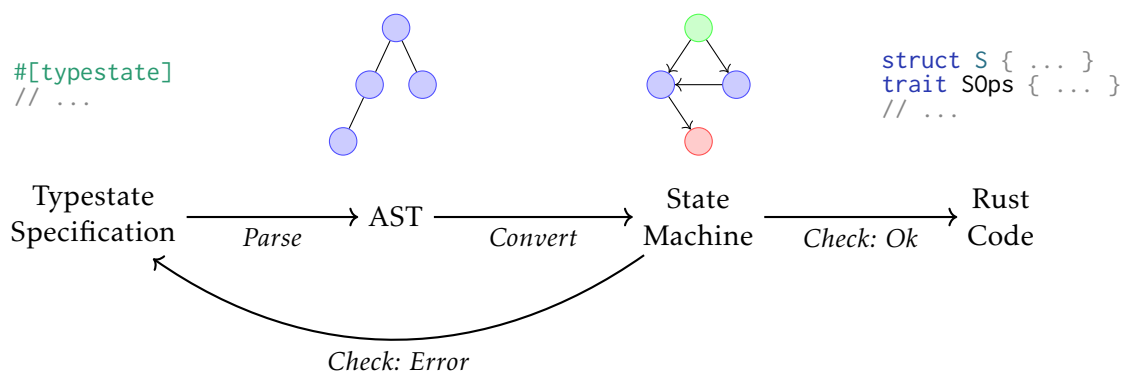 #[typestate]
// ...
struct S { ... }
trait SOps { ... }
// ...
Typestate
Specification
Parse
AST
Convert
State
Machine
Check: Ok
Rust
Code
Check: Error